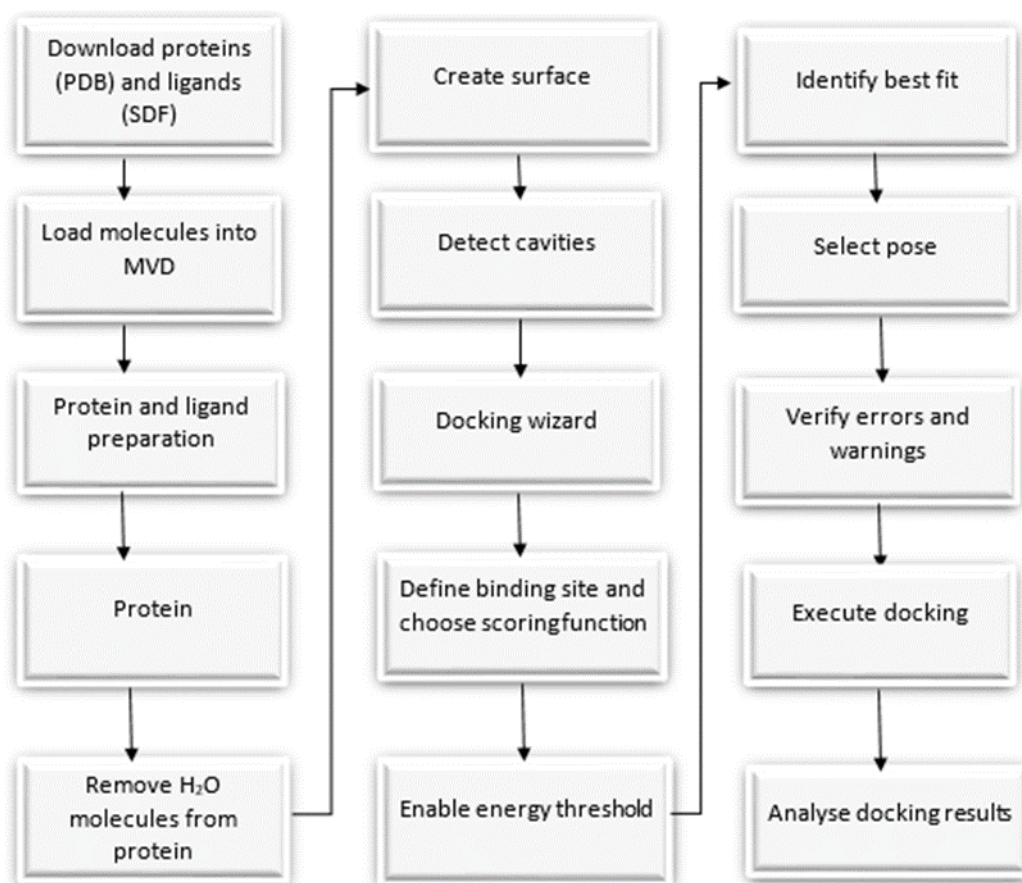 Download proteins
(PDB) and ligands
(SDF)
Load molecules into
MVD
Protein and ligand
preparation
Protein
Remove H₂O
molecules from
protein
Create surface
Detect cavities
Docking wizard
Define binding site and
choose scoringfunction
Enable energy threshold
Identify best fit
Select pose
Verify errors and
warnings
Execute docking
Analyse docking results